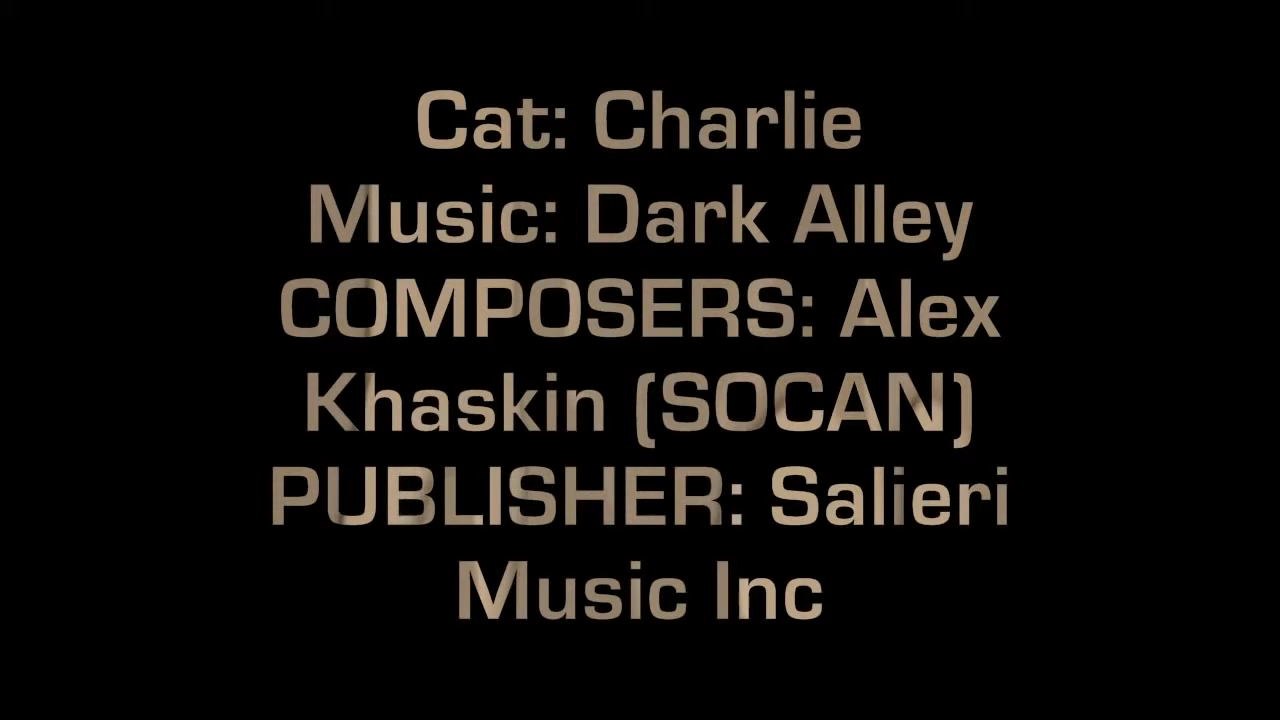 Cat: Charlie
Music: Dark Alley
COMPOSERS: Alex
Khaskin (SOCAN)
PUBLISHER: Salieri
Music Inc